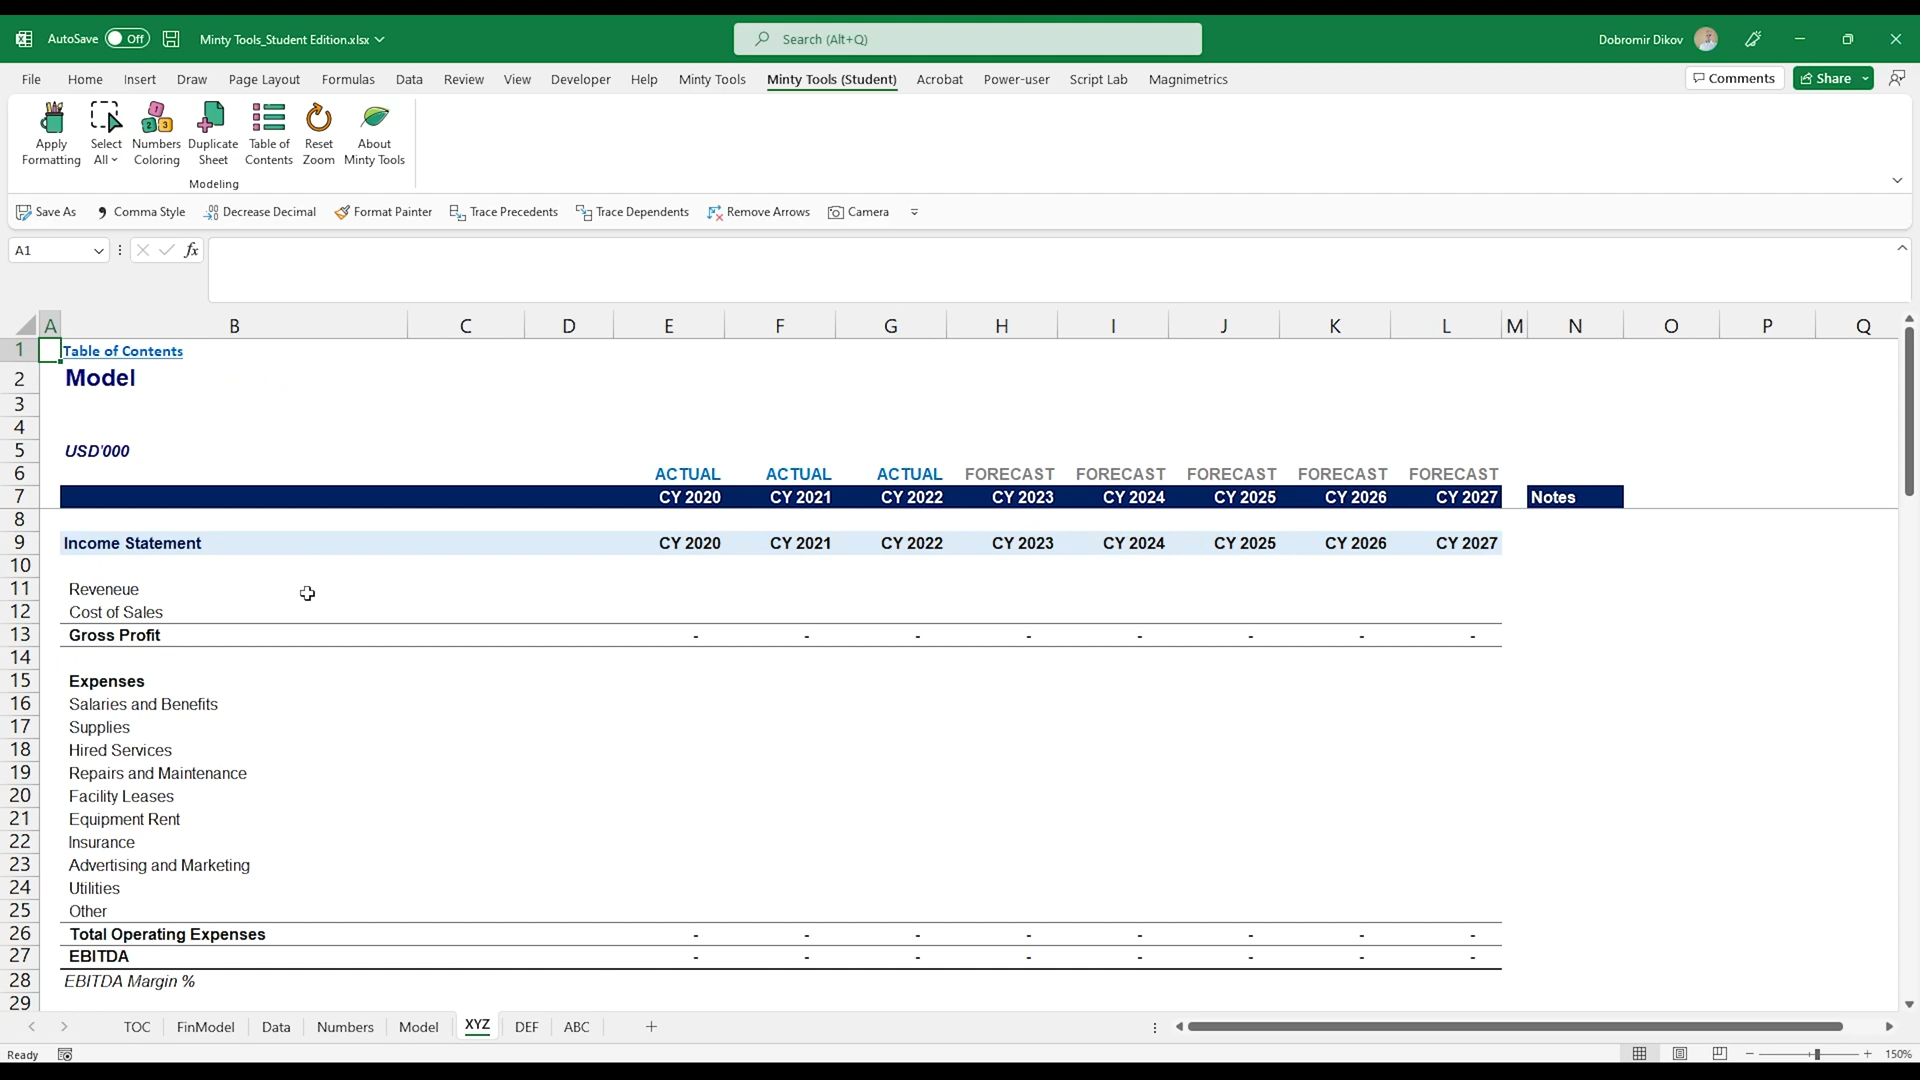 AutoSave Off Minty Tools_Student Edition.xlsx Search (Alt+Q) Dobromir Dikov
File Home Insert Draw Page Layout Formulas Data Review View Developer Help Minty Tools Minty Tools (Student) Acrobat Power-user Script Lab Magnimetrics Comments Share
Apply Formatting Select All Numbers Coloring Duplicate Sheet Table of Contents Reset Zoom About Minty Tools
Modeling
Save As Comma Style Decrease Decimal Format Painter Trace Precedents Trace Dependents Remove Arrows Camera
A1 fx
A B C D E F G H I J K L M N O P Q
1 Table of Contents
2 Model
3
4
5 USD'000
6 ACTUAL ACTUAL ACTUAL FORECAST FORECAST FORECAST FORECAST FORECAST
7 CY 2020 CY 2021 CY 2022 CY 2023 CY 2024 CY 2025 CY 2026 CY 2027 Notes
8
9 Income Statement CY 2020 CY 2021 CY 2022 CY 2023 CY 2024 CY 2025 CY 2026 CY 2027
10
11 Reveneue
12 Cost of Sales
13 Gross Profit - - - - - - - -
14
15 Expenses
16 Salaries and Benefits
17 Supplies
18 Hired Services
19 Repairs and Maintenance
20 Facility Leases
21 Equipment Rent
22 Insurance
23 Advertising and Marketing
24 Utilities
25 Other
26 Total Operating Expenses - - - - - - - -
27 EBITDA - - - - - - - -
28 EBITDA Margin %
29
TOC FinModel Data Numbers Model XYZ DEF ABC
Ready 150%